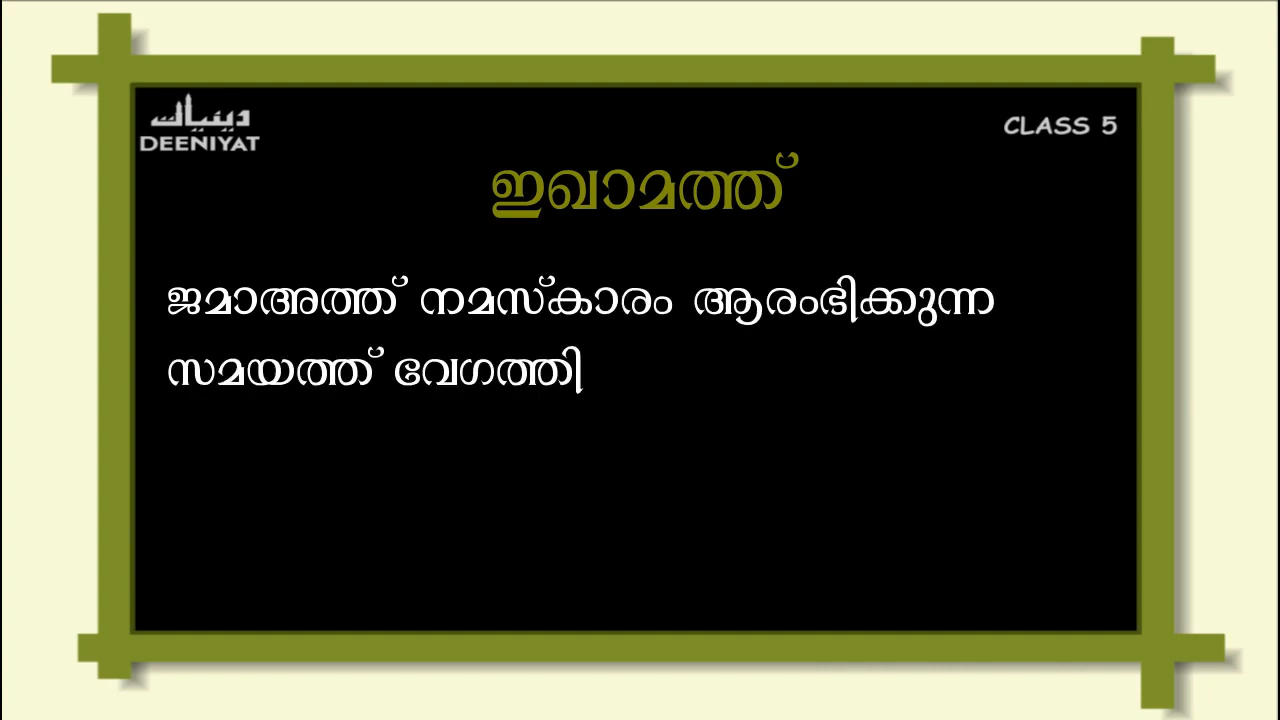 دينيات
DEENIYAT
CLASS 5
ഇഖാമത്ത്
ജമാഅത്ത് നമസ്കാരം ആരംഭിക്കുന്ന
സമയത്ത് വേഗത്തി